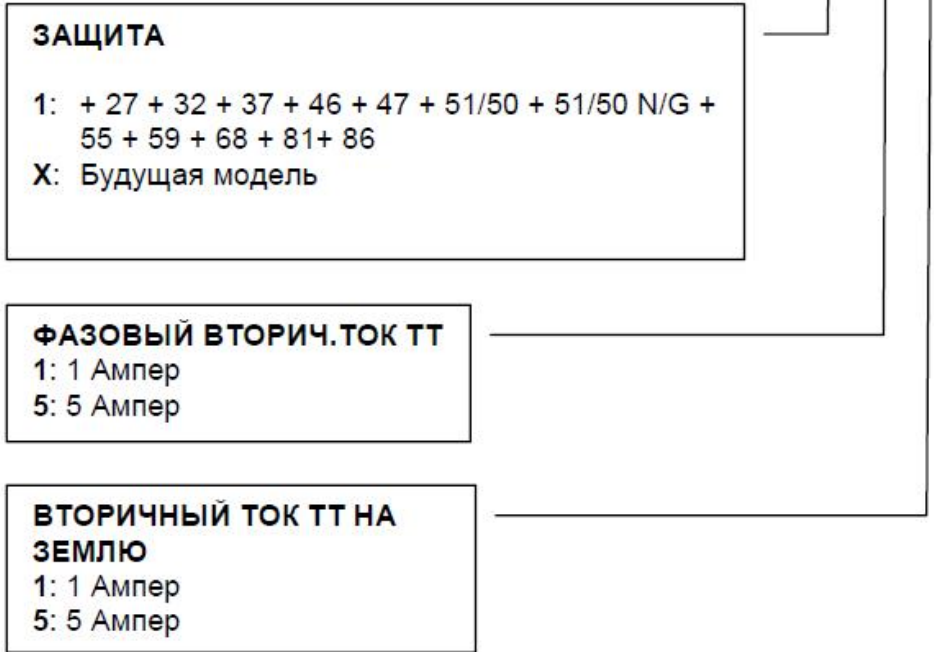 ЗАЩИТА
1: + 27 + 32 + 37 + 46 + 47 + 51/50 + 51/50 N/G +
55 + 59 + 68 + 81+ 86
X: Будущая модель
ФАЗОВЫЙ ВТОРИЧ.ТОК ТТ
1: 1 Ампер
5: 5 Ампер
ВТОРИЧНЫЙ ТОК ТТ НА
ЗЕМЛЮ
1: 1 Ампер
5: 5 Ампер